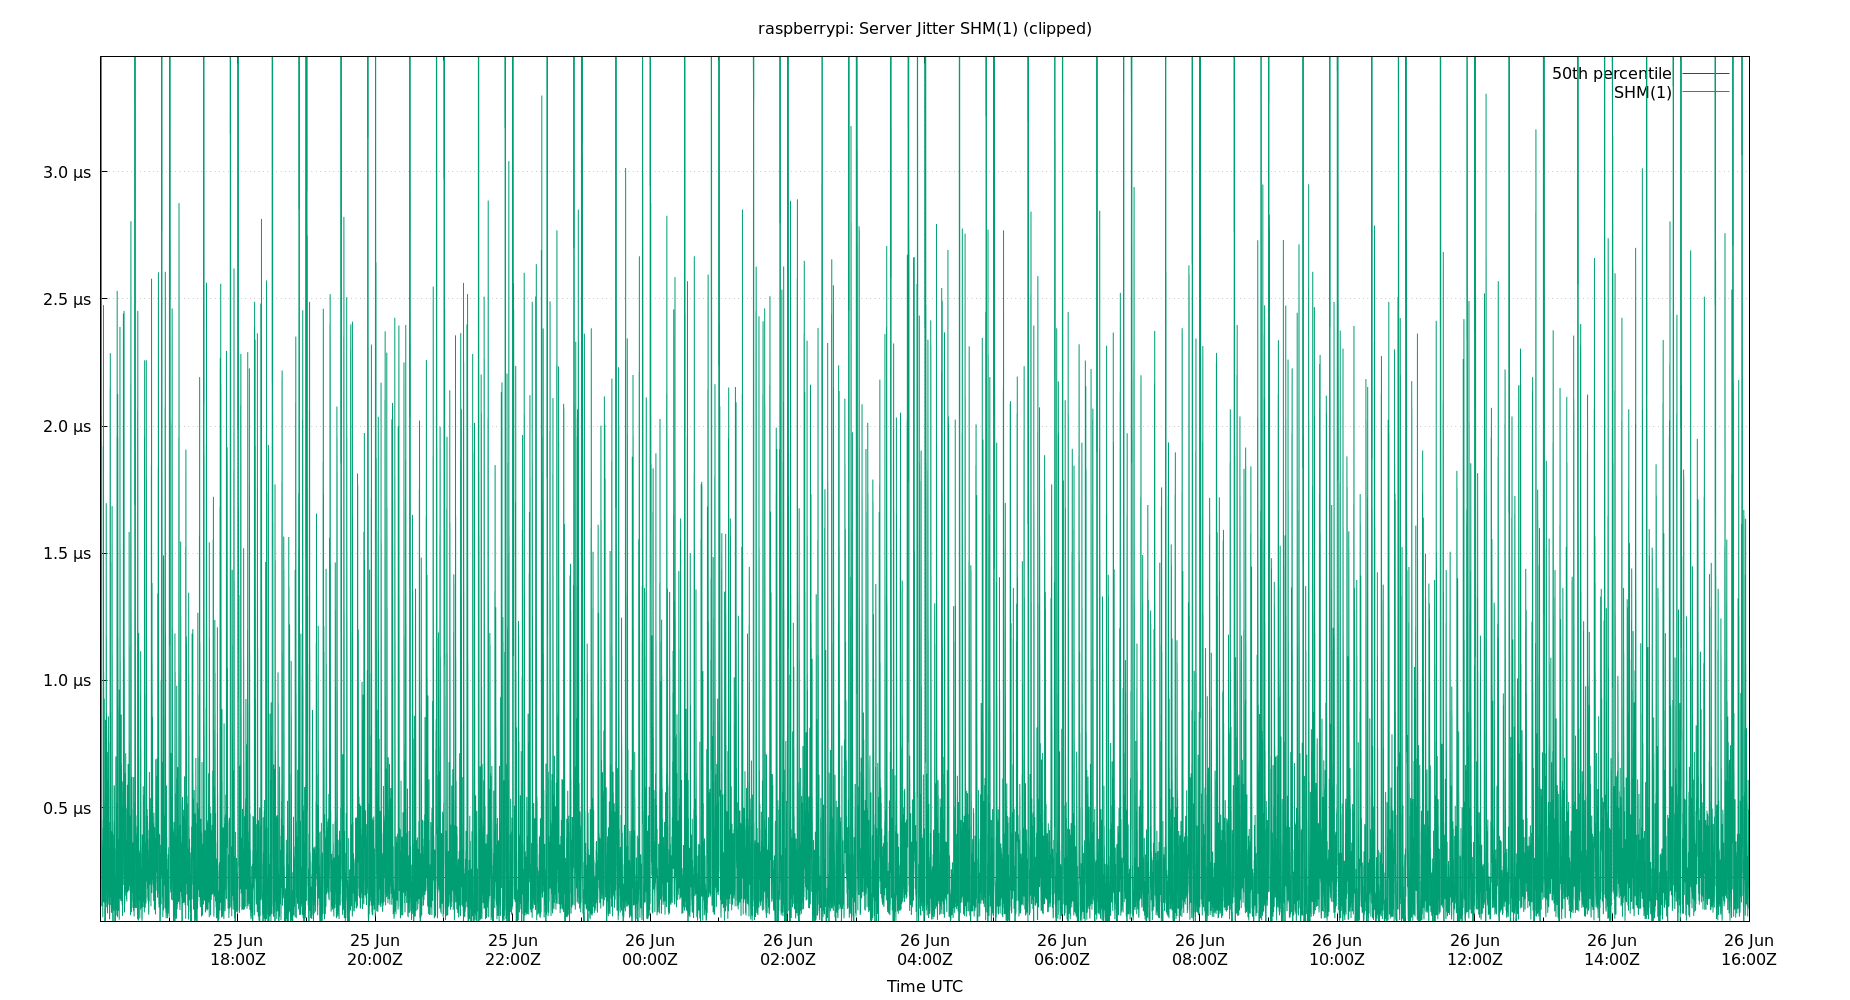 raspberrypi: Server Jitter SHM(1) (clipped)
50th percentile
SHM(1)
3.0 µs
2.5 µs
2.0 µs
1.5 µs
1.0 µs
0.5 µs
25 Jun 25 Jun 25 Jun 26 Jun 26 Jun 26 Jun 26 Jun 26 Jun 26 Jun 26 Jun 26 Jun 26 Jun
18:00Z 20:00Z 22:00Z 00:00Z 02:00Z 04:00Z 06:00Z 08:00Z 10:00Z 12:00Z 14:00Z 16:00Z
Time UTC